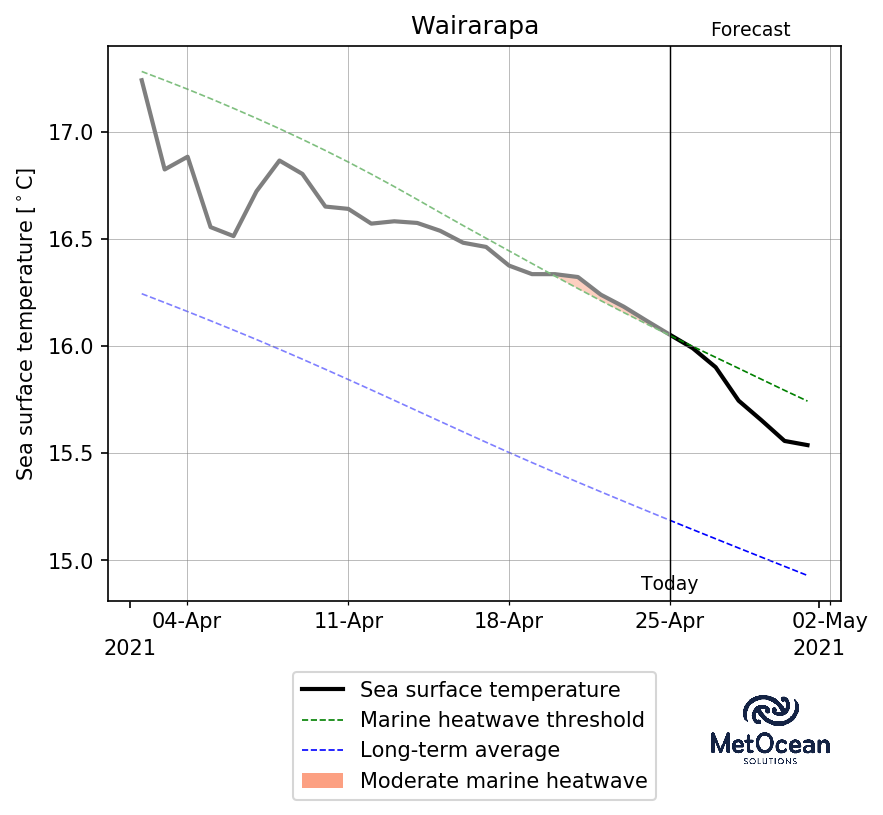 Wairarapa
Forecast
Sea surface temperature [°C]
17.0
16.5
16.0
15.5
15.0
Today
04-Apr 11-Apr 18-Apr 25-Apr 02-May
2021 2021
Sea surface temperature
Marine heatwave threshold
Long-term average
Moderate marine heatwave
MetOcean
SOLUTIONS